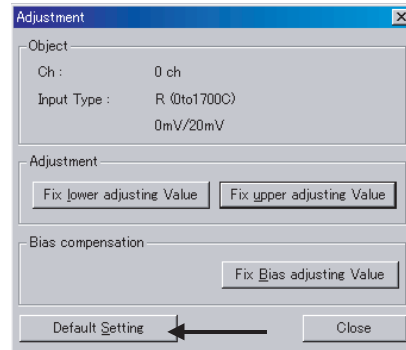 Adjustment
Object
Ch : 0 ch
Input Type : R (0to1700C)
0mV/20mV
Adjustment
Fix lower adjusting Value Fix upper adjusting Value
Bias compensation
Fix Bias adjusting Value
Default Setting Close